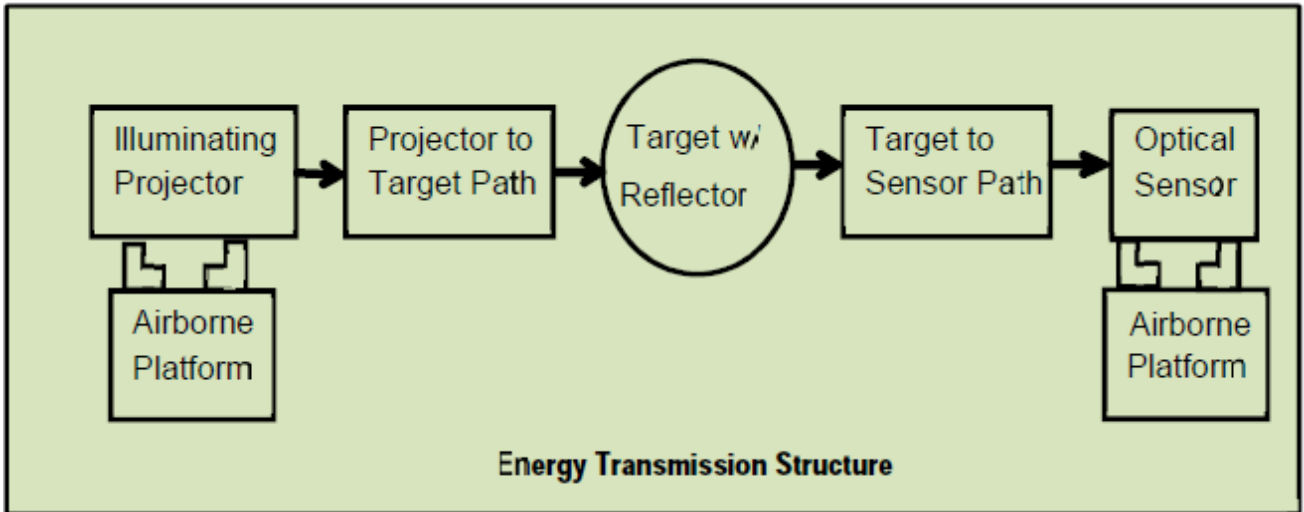 Illuminating
Projector
Projector to
Target Path
Target w/
Reflector
Target to
Sensor Path
Optical
Sensor
Airborne
Platform
Airborne
Platform
Energy Transmission Structure